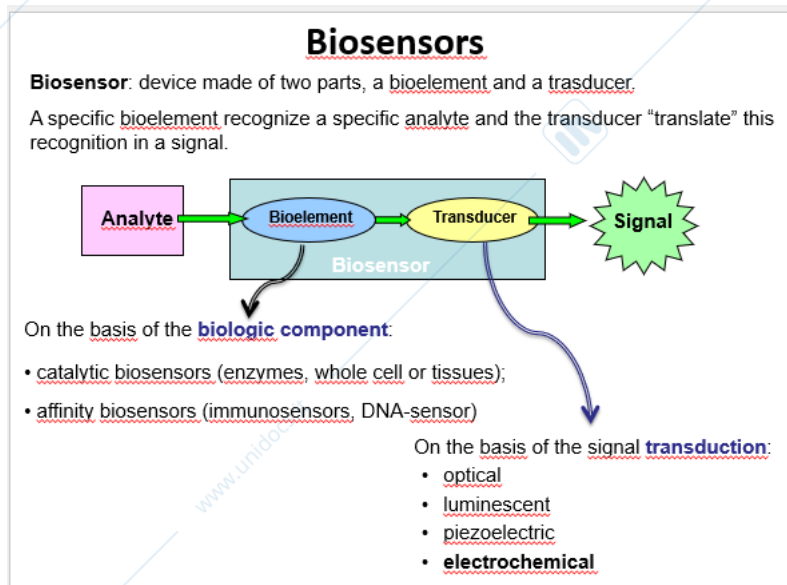 Biosensors
Biosensor: device made of two parts, a bioelement and a trasducer.
A specific bioelement recognize a specific analyte and the transducer “translate” this
recognition in a signal.
Analyte
Bioelement
Transducer
Signal
Biosensor
On the basis of the biologic component:
• catalytic biosensors (enzymes, whole cell or tissues);
• affinity biosensors (immunosensors, DNA-sensor)
On the basis of the signal transduction:
• optical
• luminescent
• piezoelectric
• electrochemical